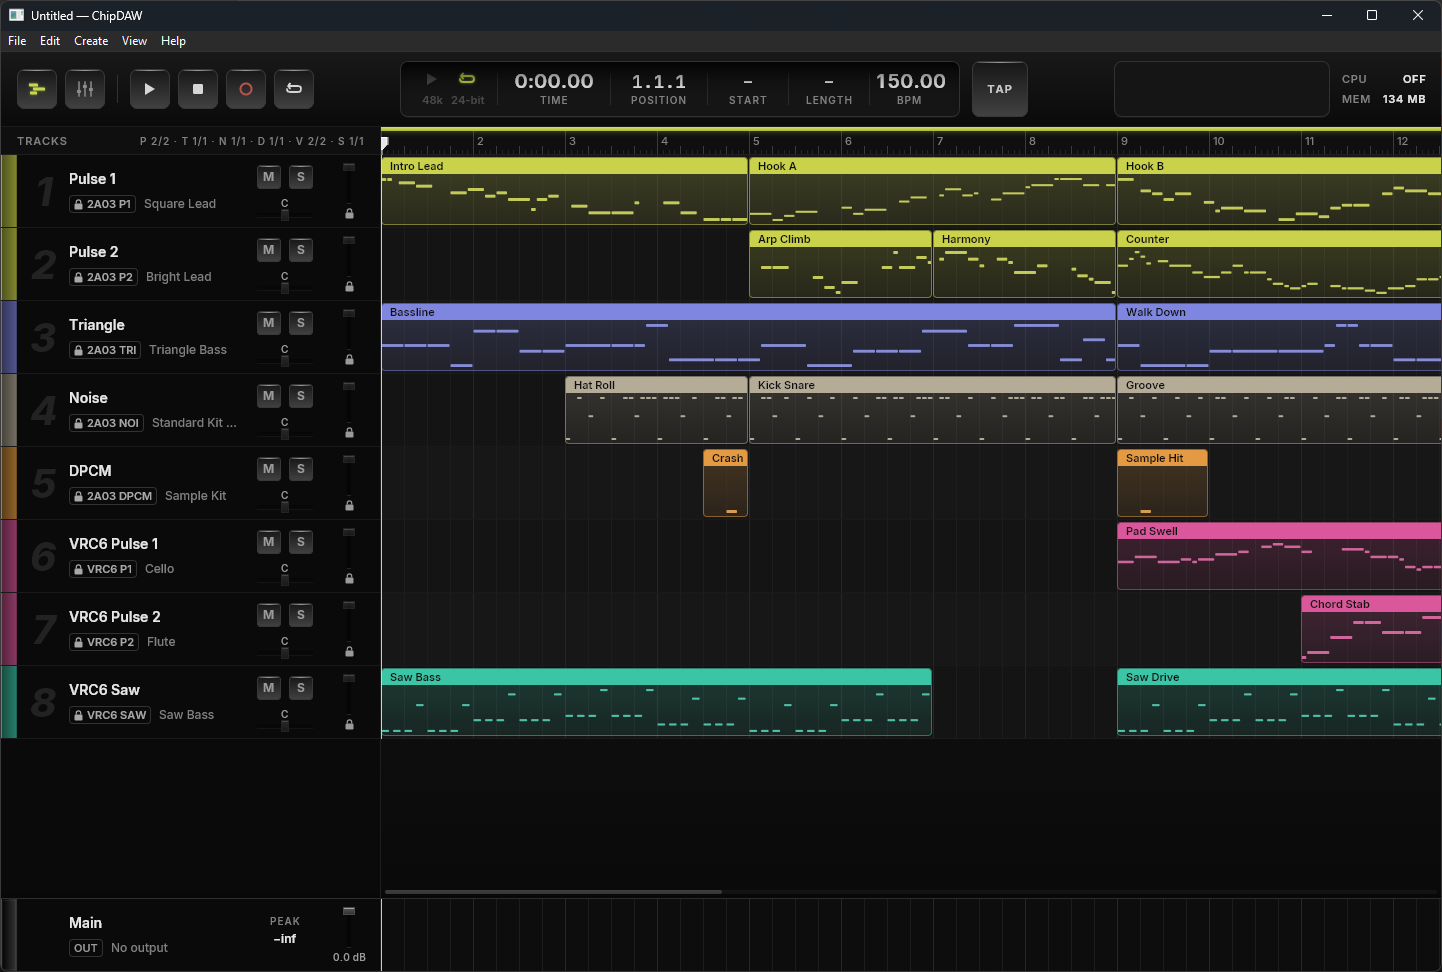 Untitled — ChipDAW
File Edit Create View Help
48k 24-bit
0:00.00
TIME
1.1.1
POSITION
–
START
–
LENGTH
150.00
BPM
TAP
CPU OFF
MEM 134 MB
TRACKS P 2/2 · T 1/1 · N 1/1 · D 1/1 · V 2/2 · S 1/1
2 3 4 5 6 7 8 9 10 11 12
1 Pulse 1 M S
2A03 P1 Square Lead C
Intro Lead Hook A Hook B
2 Pulse 2 M S
2A03 P2 Bright Lead C
Arp Climb Harmony Counter
3 Triangle M S
2A03 TRI Triangle Bass C
Bassline Walk Down
4 Noise M S
2A03 NOI Standard Kit ... C
Hat Roll Kick Snare Groove
5 DPCM M S
2A03 DPCM Sample Kit C
Crash Sample Hit
6 VRC6 Pulse 1 M S
VRC6 P1 Cello C
Pad Swell
7 VRC6 Pulse 2 M S
VRC6 P2 Flute C
Chord Stab
8 VRC6 Saw M S
VRC6 SAW Saw Bass C
Saw Bass Saw Drive
Main PEAK
–inf
OUT No output
0.0 dB